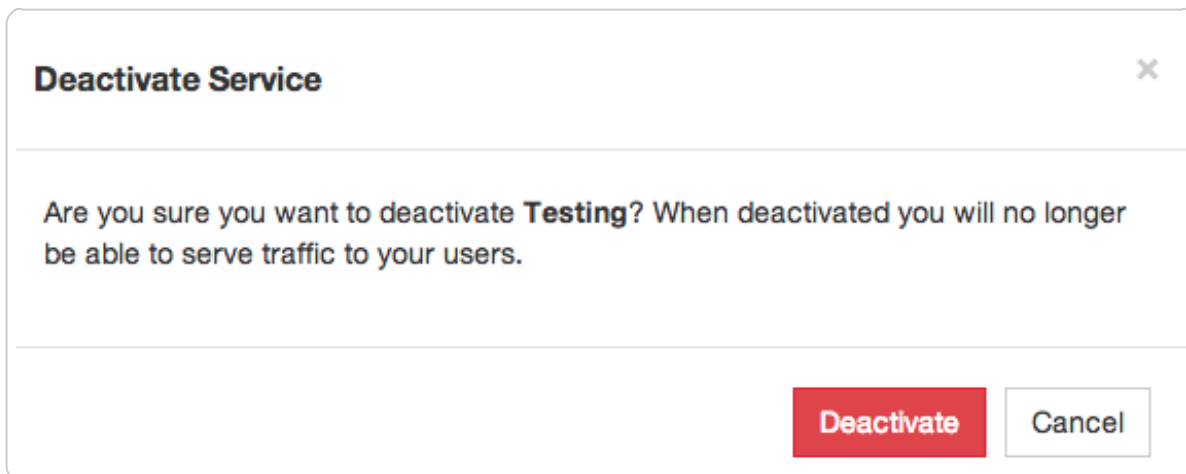 Deactivate Service
×
Are you sure you want to deactivate Testing? When deactivated you will no longer
be able to serve traffic to your users.
Deactivate Cancel